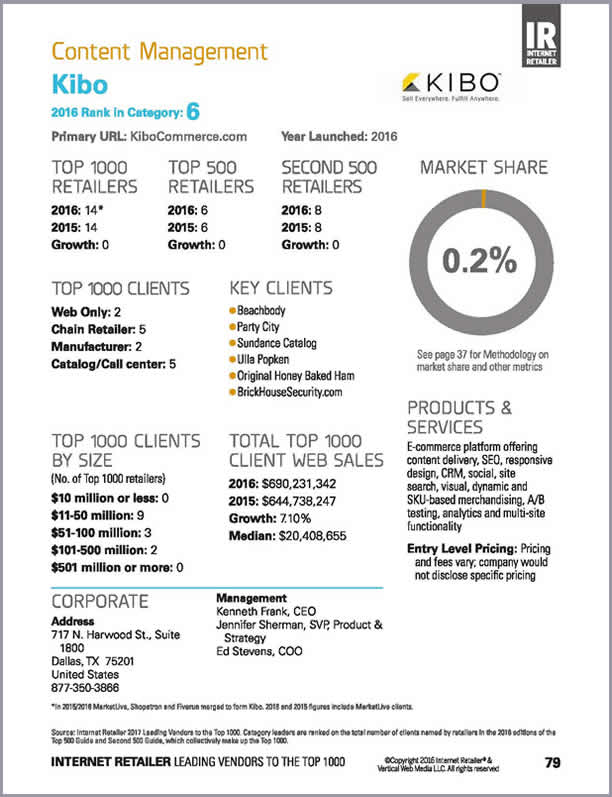 Content Management
IR
INTERNET
RETAILER
Kibo
KIBO™
Sell Everywhere. Fulfill Anywhere.
2016 Rank in Category: 6
Primary URL: KiboCommerce.com
Year Launched: 2016
TOP 1000
RETAILERS
2016: 14*
2015: 14
Growth: 0
TOP 500
RETAILERS
2016: 6
2015: 6
Growth: 0
SECOND 500
RETAILERS
2016: 8
2015: 8
Growth: 0
MARKET SHARE
0.2%
See page 37 for Methodology on
market share and other metrics
TOP 1000 CLIENTS
Web Only: 2
Chain Retailer: 5
Manufacturer: 2
Catalog/Call center: 5
KEY CLIENTS
Beachbody
Party City
Sundance Catalog
Ulla Popken
Original Honey Baked Ham
BrickHouseSecurity.com
PRODUCTS &
SERVICES
E-commerce platform offering
content delivery, SEO, responsive
design, CRM, social, site
search, visual, dynamic and
SKU-based merchandising, A/B
testing, analytics and multi-site
functionality
Entry Level Pricing: Pricing
and fees vary; company would
not disclose specific pricing
TOP 1000 CLIENTS
BY SIZE
(No. of Top 1000 retailers)
$10 million or less: 0
$11-50 million: 9
$51-100 million: 3
$101-500 million: 2
$501 million or more: 0
TOTAL TOP 1000
CLIENT WEB SALES
2016: $690,231,342
2015: $644,738,247
Growth: 7.10%
Median: $20,408,655
CORPORATE
Address
717 N. Harwood St., Suite
1800
Dallas, TX 75201
United States
877-350-3866
Management
Kenneth Frank, CEO
Jennifer Sherman, SVP, Product &
Strategy
Ed Stevens, COO
*In 2015/2016 MarketLive, Shopatron and Fiverun merged to form Kibo. 2016 and 2015 figures include MarketLive clients.
Source: Internet Retailer 2017 Leading Vendors to the Top 1000. Category leaders are ranked on the total number of clients named by retailers in the 2016 editions of the
Top 500 Guide and Second 500 Guide, which collectively make up the Top 1000.
INTERNET RETAILER LEADING VENDORS TO THE TOP 1000
©Copyright 2016 Internet Retailer® &
Vertical Web Media LLC. All rights reserved
79